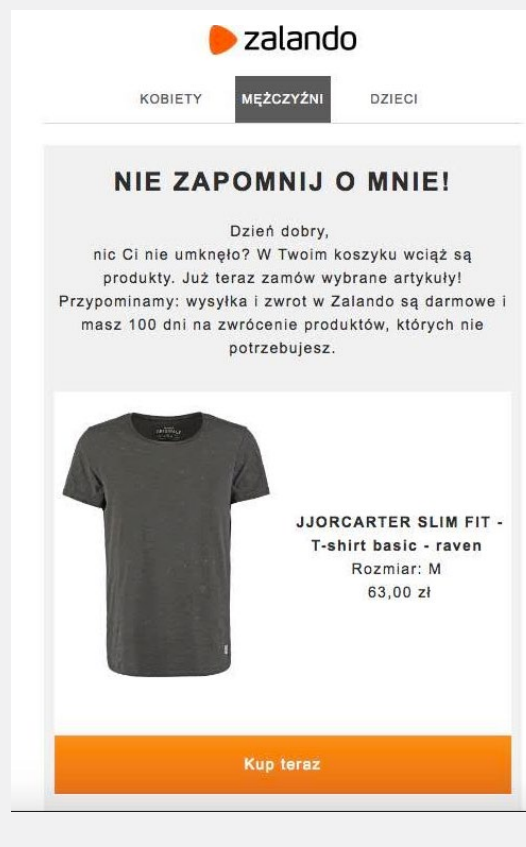 zalando
KOBIETY MĘŻCZYŹNI DZIECI
NIE ZAPOMNIJ O MNIE!
Dzień dobry,
nic Ci nie umknęło? W Twoim koszyku wciąż są
produkty. Już teraz zamów wybrane artykuły!
Przypominamy: wysyłka i zwrot w Zalando są darmowe i
masz 100 dni na zwrócenie produktów, których nie
potrzebujesz.
JJORCARTER SLIM FIT -
T-shirt basic - raven
Rozmiar: M
63,00 zł
Kup teraz